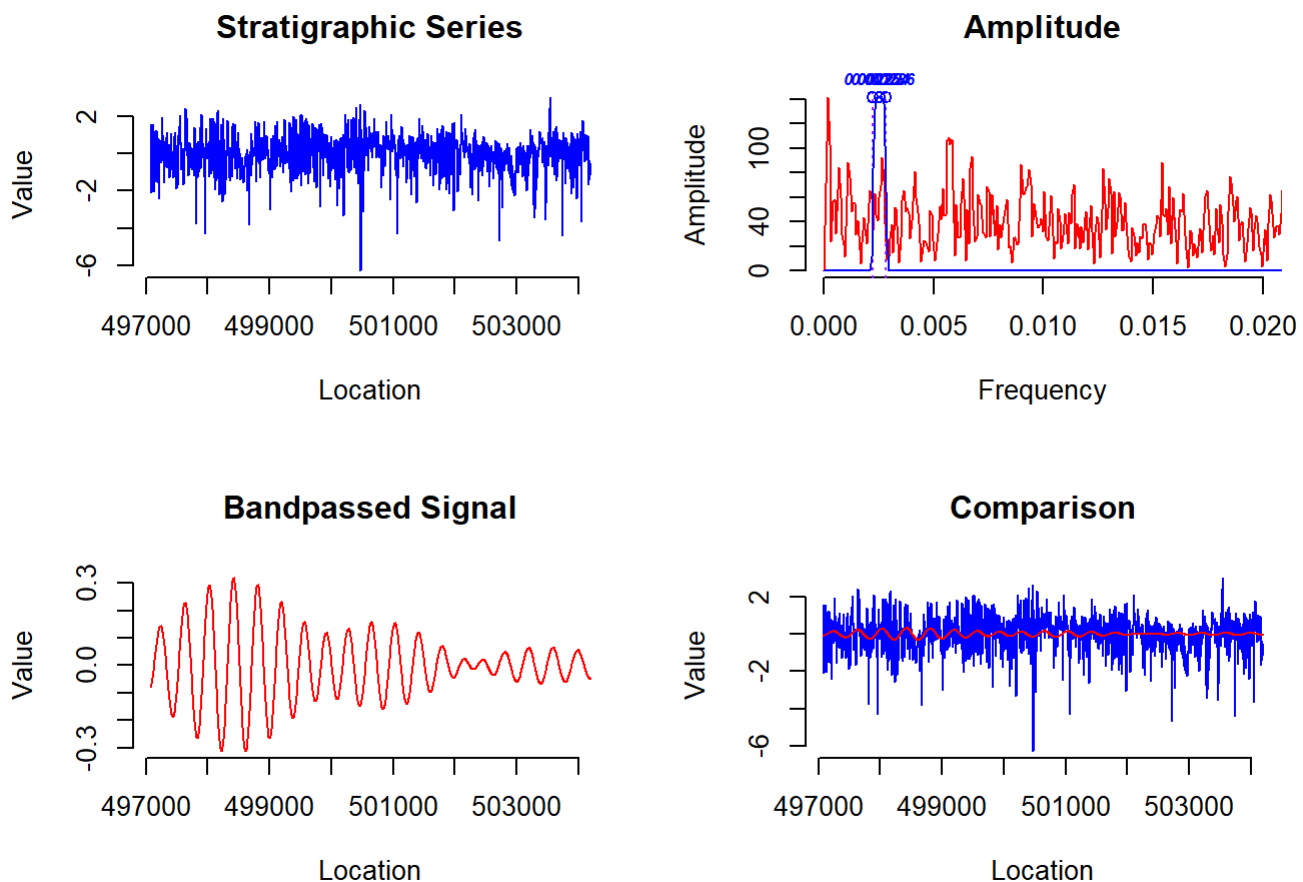 Stratigraphic Series
Value
2
-2
-6
497000 499000 501000 503000
Location
Amplitude
Amplitude
100
40
0
0.000 0.005 0.010 0.015 0.020
Frequency
Bandpassed Signal
Value
0.3
0.0
-0.3
497000 499000 501000 503000
Location
Comparison
Value
2
-2
-6
497000 499000 501000 503000
Location